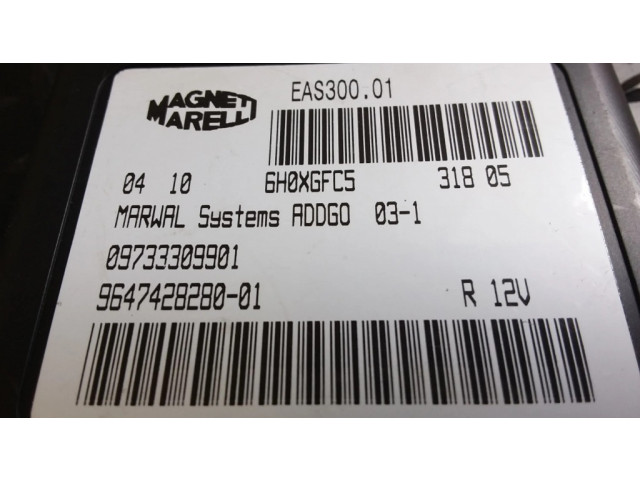 MAGNETI
MARELLI
EAS300.01
04 10 6H0XGFC5 318 05
MARWAL Systems ADDGO 03-1
09733309901
9647428280-01 R 12V